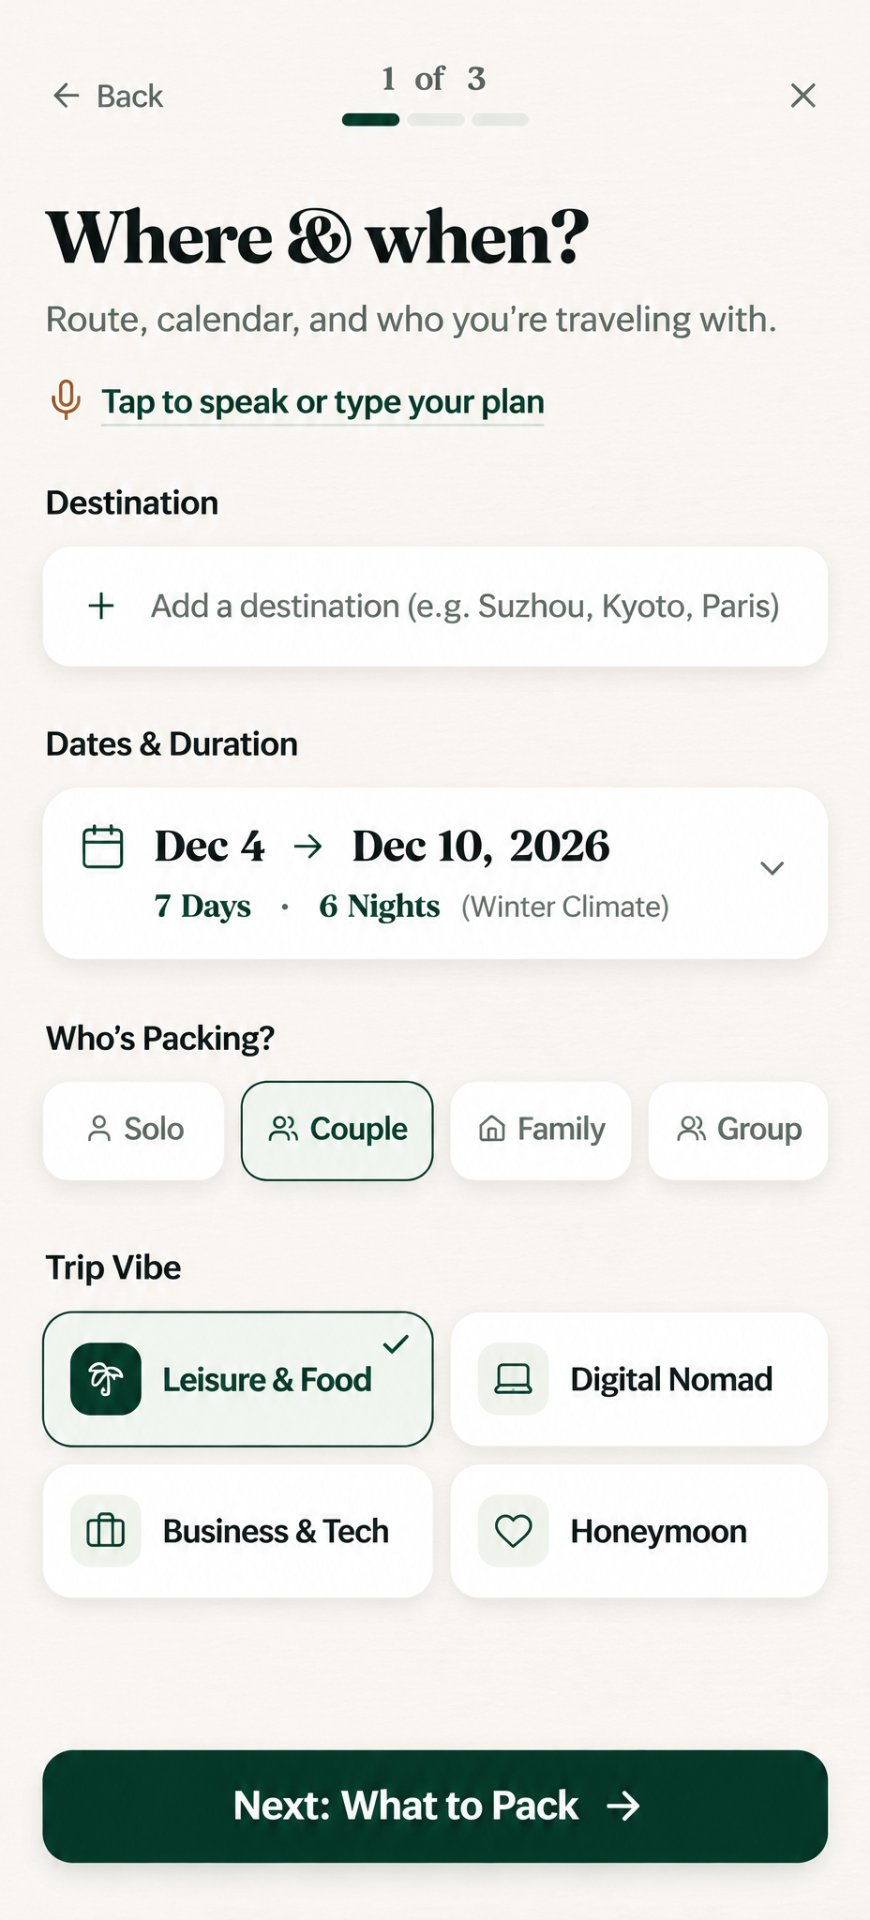 Back
1 of 3
Where & when?
Route, calendar, and who you’re traveling with.
Tap to speak or type your plan
Destination
Add a destination (e.g. Suzhou, Kyoto, Paris)
Dates & Duration
Dec 4 → Dec 10, 2026
7 Days · 6 Nights (Winter Climate)
Who’s Packing?
Solo Couple Family Group
Trip Vibe
Leisure & Food Digital Nomad
Business & Tech Honeymoon
Next: What to Pack →